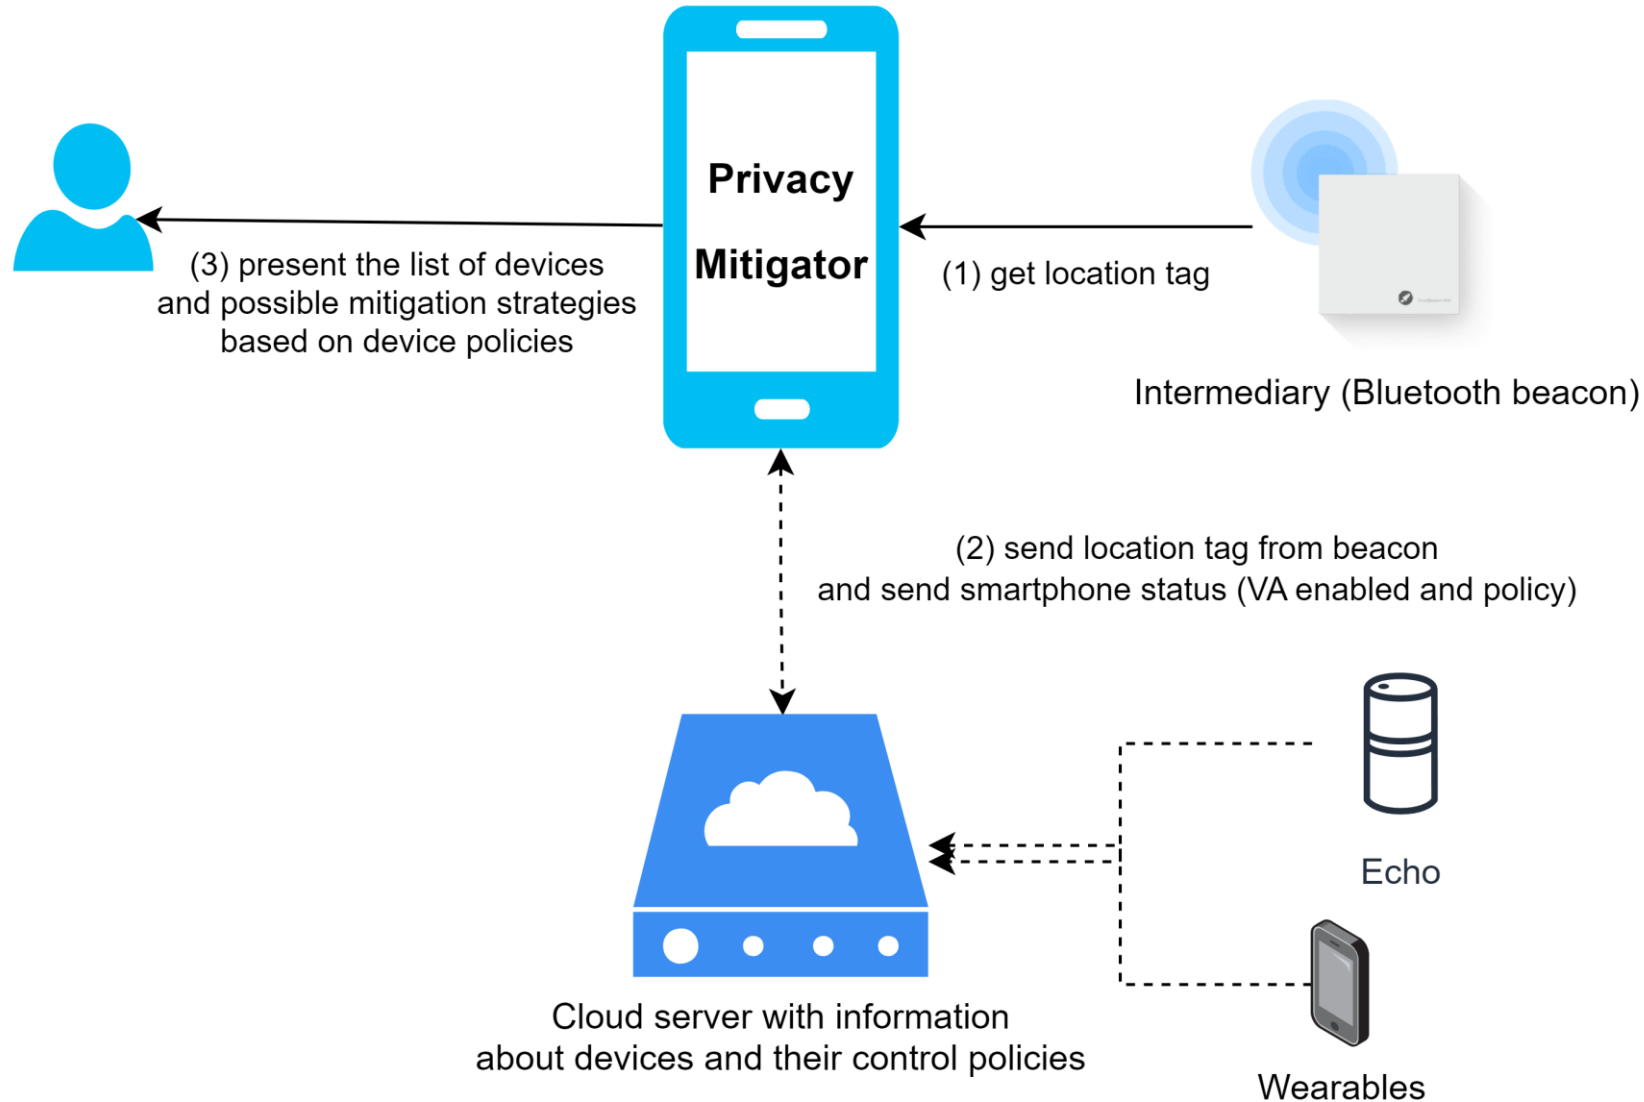 Privacy
Mitigator
(1) get location tag
(3) present the list of devices
and possible mitigation strategies
based on device policies
Intermediary (Bluetooth beacon)
(2) send location tag from beacon
and send smartphone status (VA enabled and policy)
Echo
Cloud server with information
about devices and their control policies
Wearables